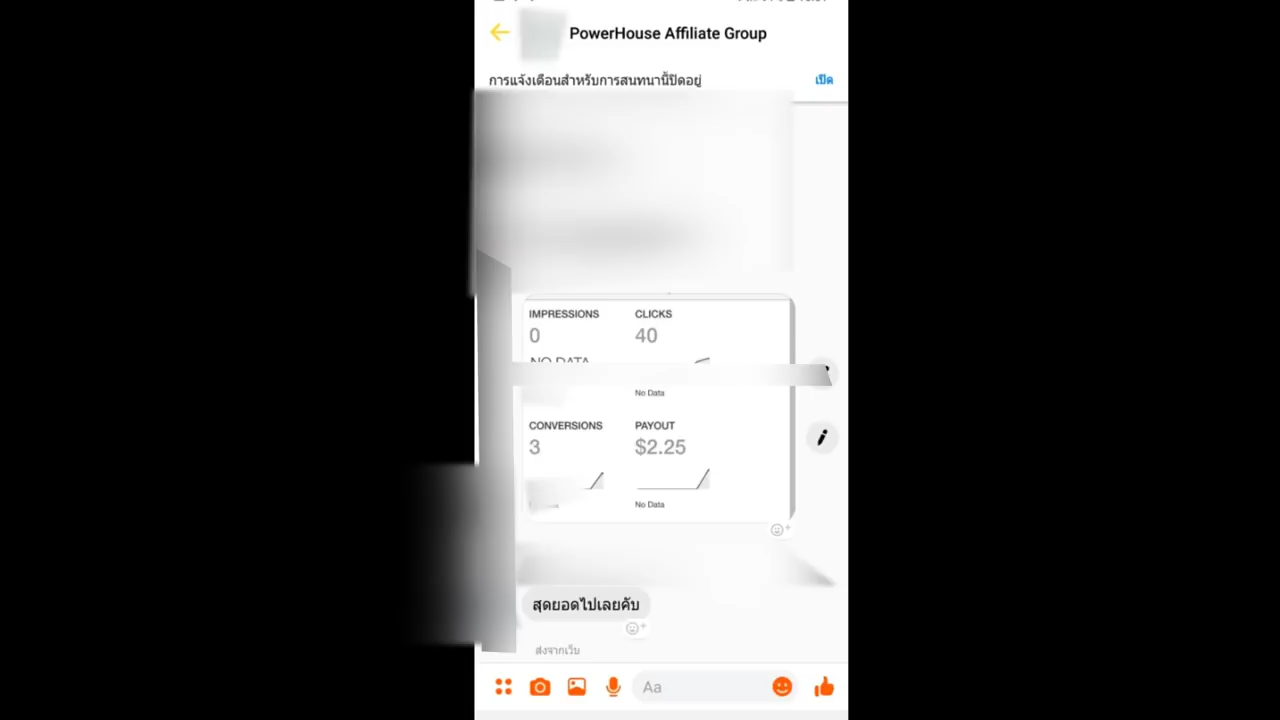 PowerHouse Affiliate Group
การแจ้งเตือนสำหรับการสนทนานี้ปิดอยู่ เปิด
IMPRESSIONS CLICKS
0 40
NO DATA
No Data
CONVERSIONS PAYOUT
3 $2.25
No Data
สุดยอดไปเลยคับ
ส่งจากเว็บ
Aa